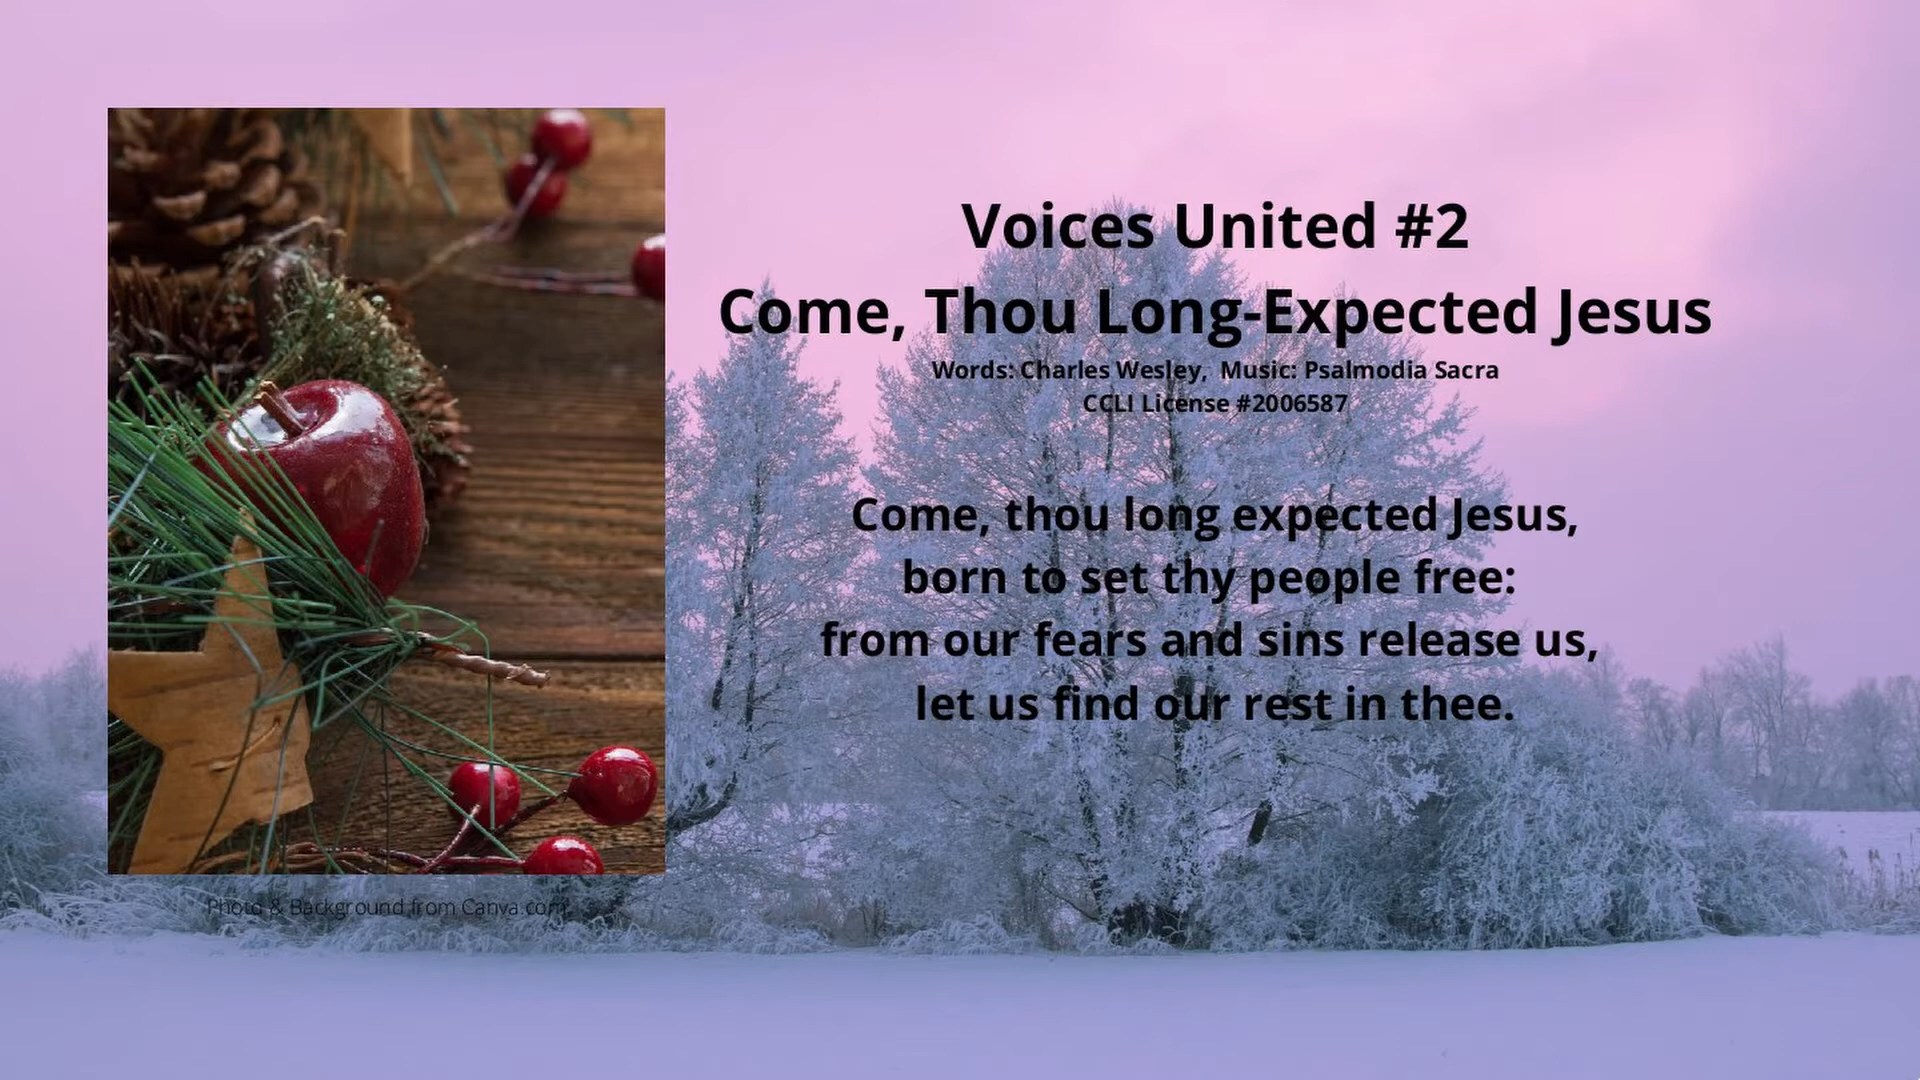 Voices United #2
Come, Thou Long-Expected Jesus
Words: Charles Wesley,  Music: Psalmodia Sacra
CCLI License #2006587
Come, thou long expected Jesus,
born to set thy people free:
from our fears and sins release us,
let us find our rest in thee.
Photo & Background from Canva.com